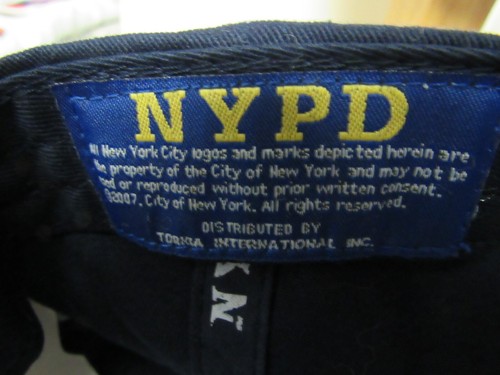 NYPD
All New York City logos and marks depicted herein are
the property of the City of New York and may not be
used or reproduced without prior written consent.
©2007. City of New York. All rights reserved.
DISTRIBUTED BY
TORKIA INTERNATIONAL, INC.
K N